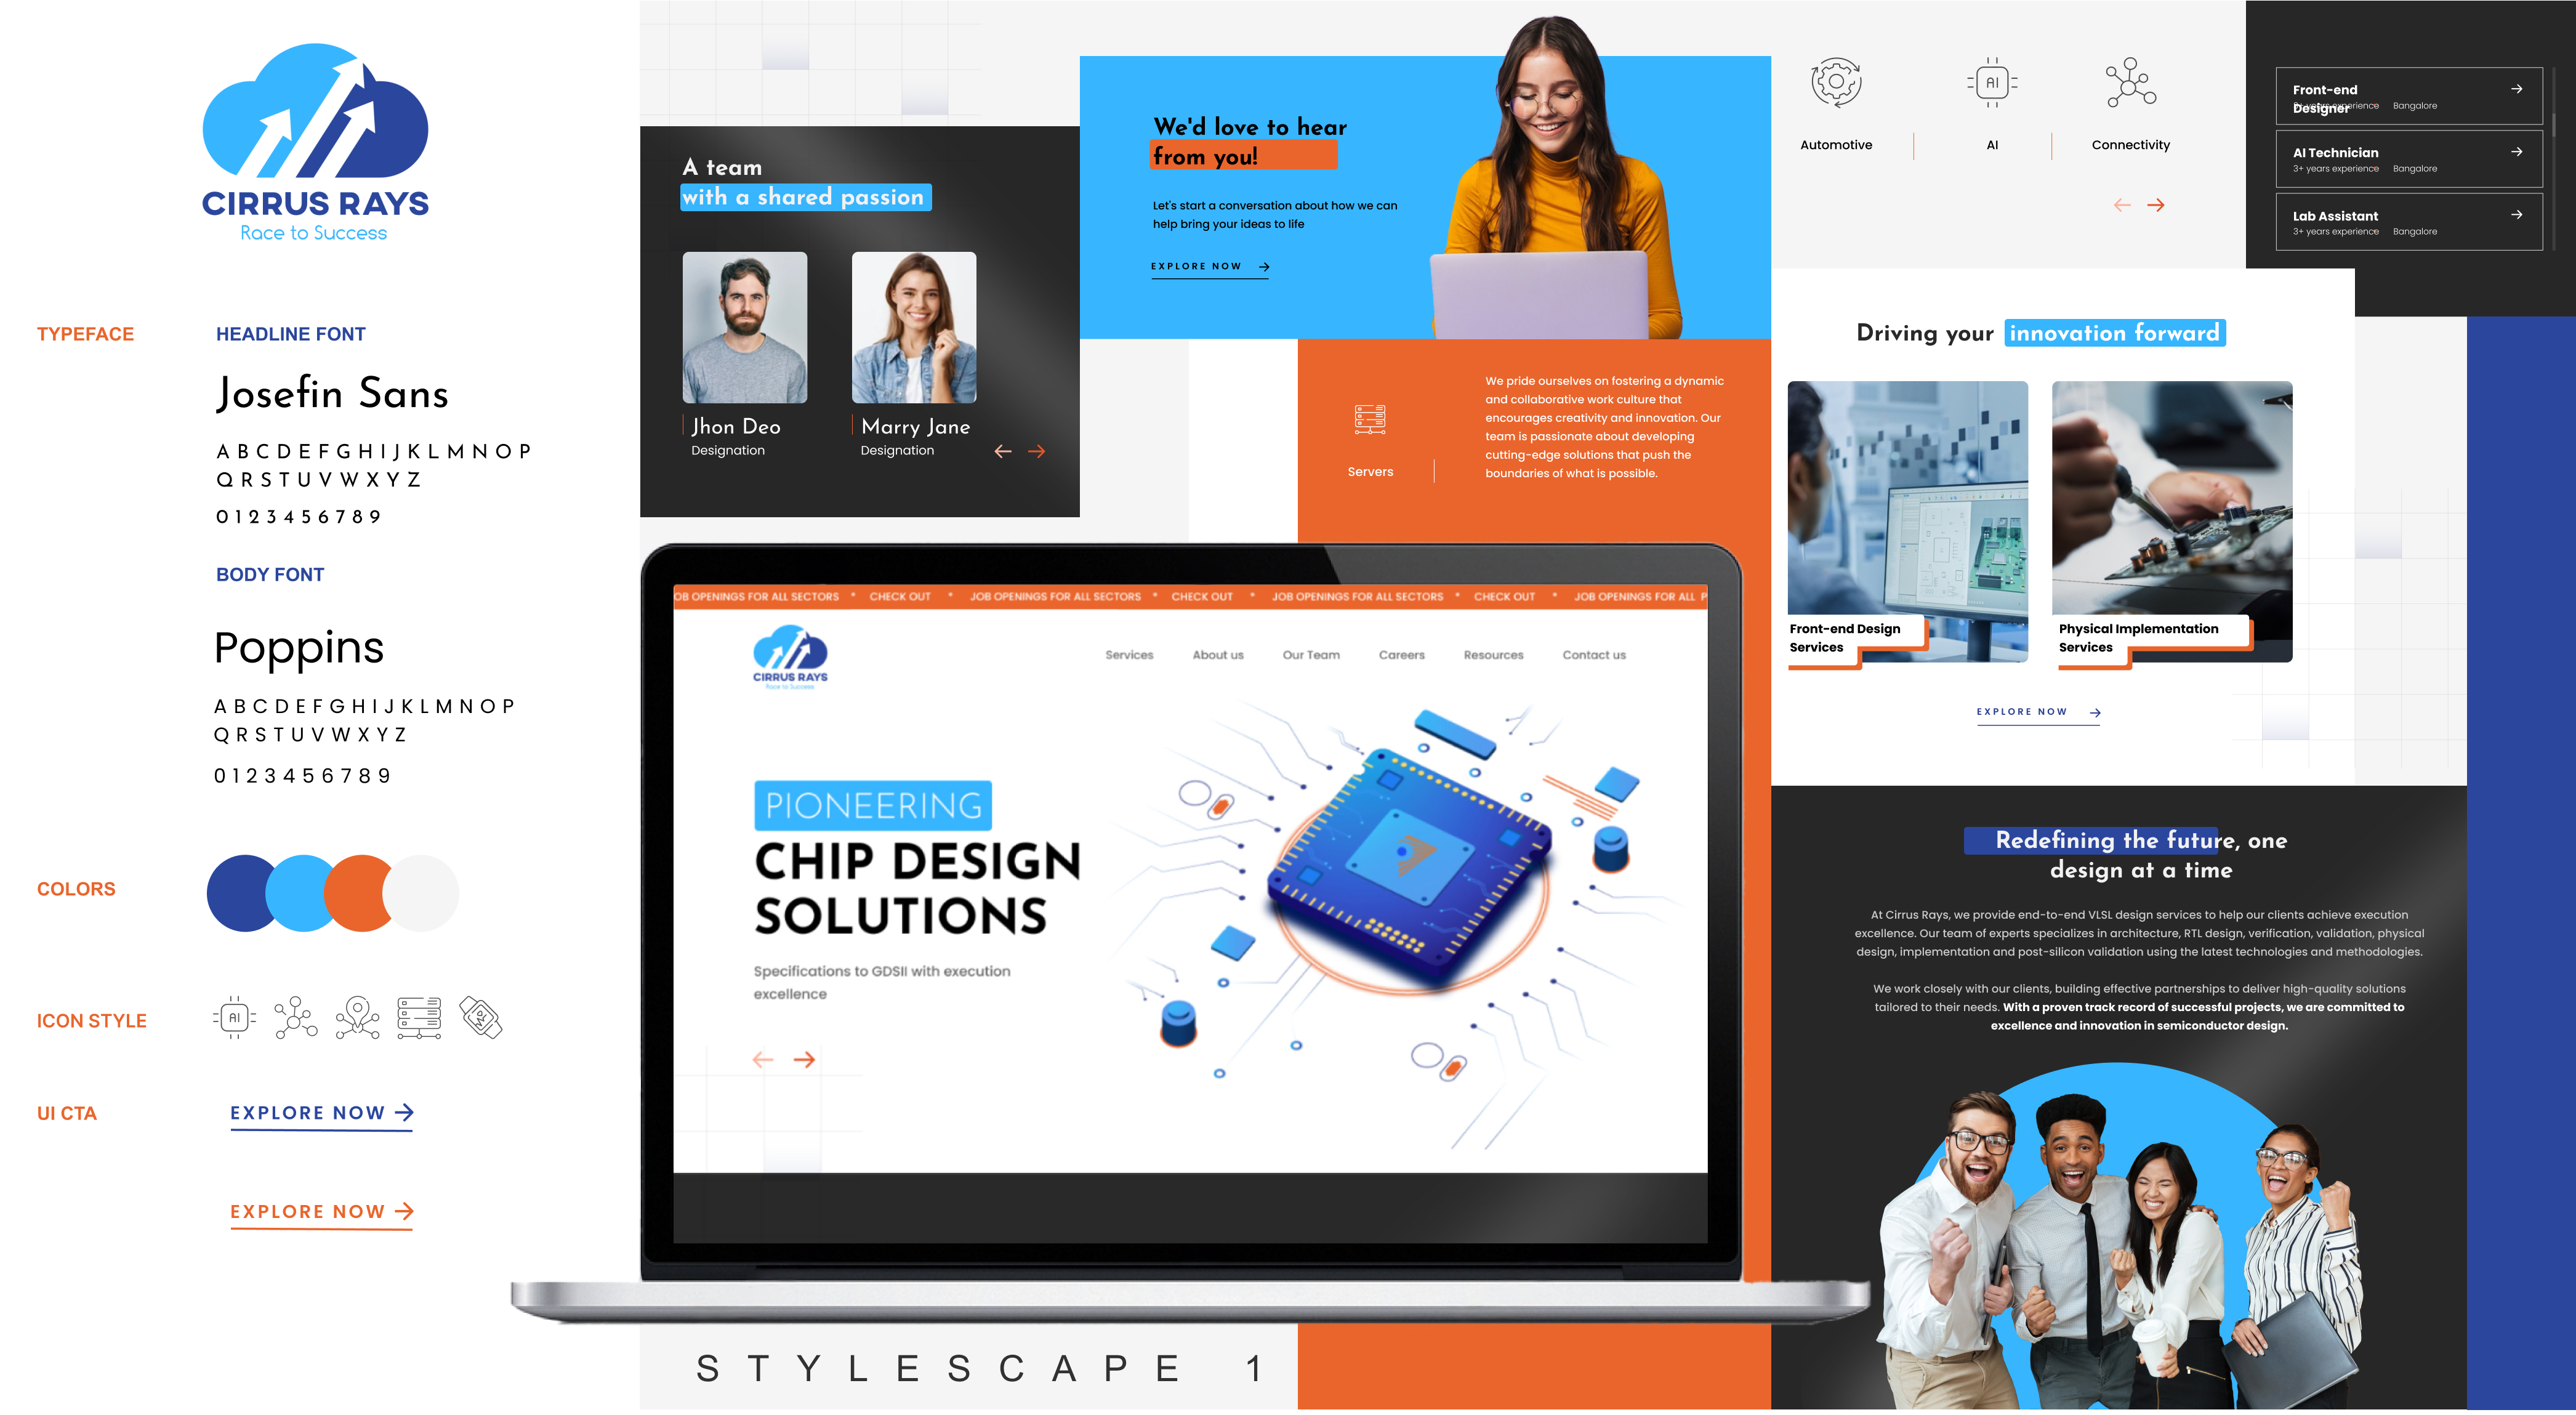 CIRRUS RAYS
Race to Success
TYPEFACE
HEADLINE FONT
Josefin Sans
A B C D E F G H I J K L M N O P
Q R S T U V W X Y Z
0 1 2 3 4 5 6 7 8 9
BODY FONT
Poppins
A B C D E F G H I J K L M N O P
Q R S T U V W X Y Z
0 1 2 3 4 5 6 7 8 9
COLORS
ICON STYLE
AI
UI CTA
EXPLORE NOW
EXPLORE NOW
A team
with a shared passion
Jhon Deo
Designation
Marry Jane
Designation
We'd love to hear
from you!
Let's start a conversation about how we can
help bring your ideas to life
EXPLORE NOW
Servers
We pride ourselves on fostering a dynamic
and collaborative work culture that
encourages creativity and innovation. Our
team is passionate about developing
cutting-edge solutions that push the
boundaries of what is possible.
AI
Automotive
AI
Connectivity
Front-end
Designer
years experience Bangalore
AI Technician
3+ years experience Bangalore
Lab Assistant
3+ years experience Bangalore
Driving your innovation forward
Front-end Design
Services
Physical Implementation
Services
EXPLORE NOW
OB OPENINGS FOR ALL SECTORS * CHECK OUT * JOB OPENINGS FOR ALL SECTORS * CHECK OUT * JOB OPENINGS FOR ALL SECTORS * CHECK OUT * JOB OPENINGS FOR ALL P
CIRRUS RAYS
Race to Success
Services
About us
Our Team
Careers
Resources
Contact us
PIONEERING
CHIP DESIGN
SOLUTIONS
Specifications to GDSII with execution
excellence
Redefining the future, one
design at a time
At Cirrus Rays, we provide end-to-end VLSL design services to help our clients achieve execution
excellence. Our team of experts specializes in architecture, RTL design, verification, validation, physical
design, implementation and post-silicon validation using the latest technologies and methodologies.
We work closely with our clients, building effective partnerships to deliver high-quality solutions
tailored to their needs. With a proven track record of successful projects, we are committed to
excellence and innovation in semiconductor design.
STYLESCAPE 1